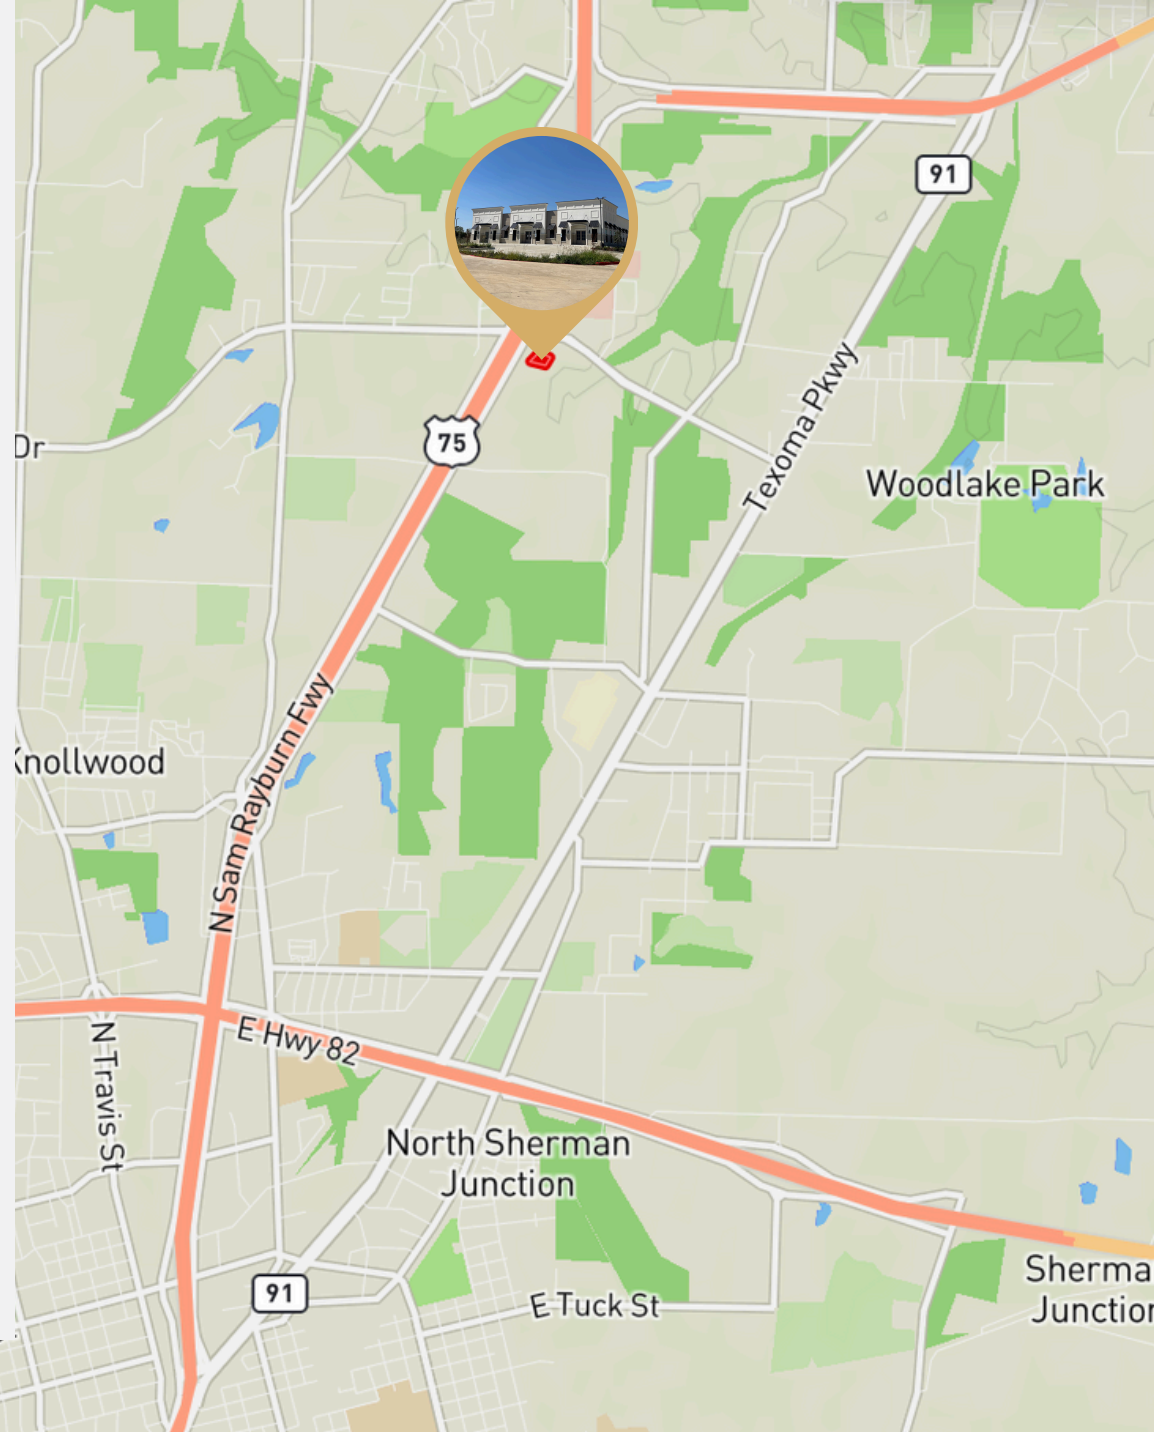 91
Texoma Pkwy
75
Dr
Woodlake Park
N Sam Rayburn Fwy
Knollwood
E Hwy 82
N Travis St
North Sherman
Junction
91
E Tuck St
Sherma
Junction